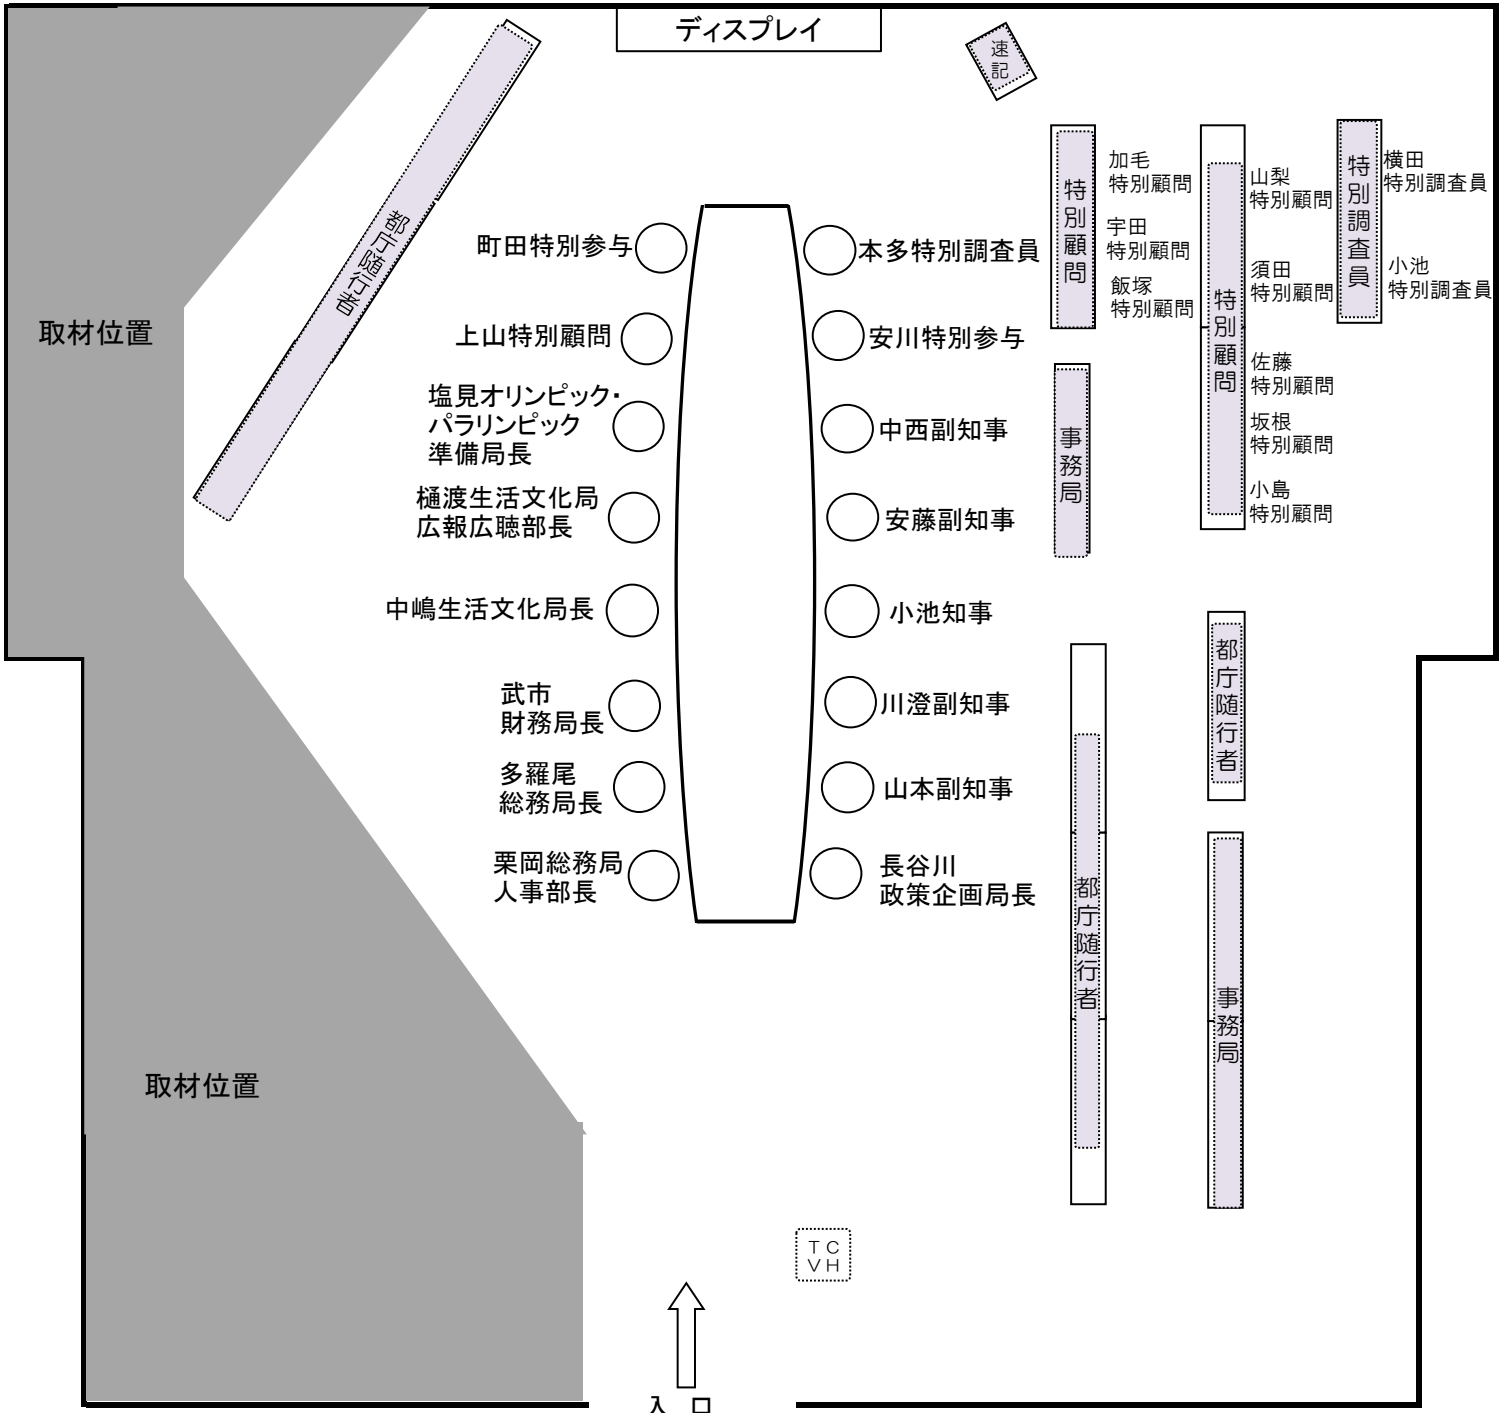 ディスプレイ
速
記
都庁随行者
取材位置
町田特別参与
上山特別顧問
塩見オリンピック・
パラリンピック
準備局長
樋渡生活文化局
広報広聴部長
中嶋生活文化局長
武市
財務局長
多羅尾
総務局長
栗岡総務局
人事部長
本多特別調査員
安川特別参与
中西副知事
安藤副知事
小池知事
川澄副知事
山本副知事
長谷川
政策企画局長
特別顧問
加毛
特別顧問
宇田
特別顧問
飯塚
特別顧問
事務局
特別顧問
山梨
特別顧問
須田
特別顧問
佐藤
特別顧問
坂根
特別顧問
小島
特別顧問
特別調査員
横田
特別調査員
小池
特別調査員
都庁随行者
都庁随行者
事務局
取材位置
ＴＣ
ＶＨ
入　口